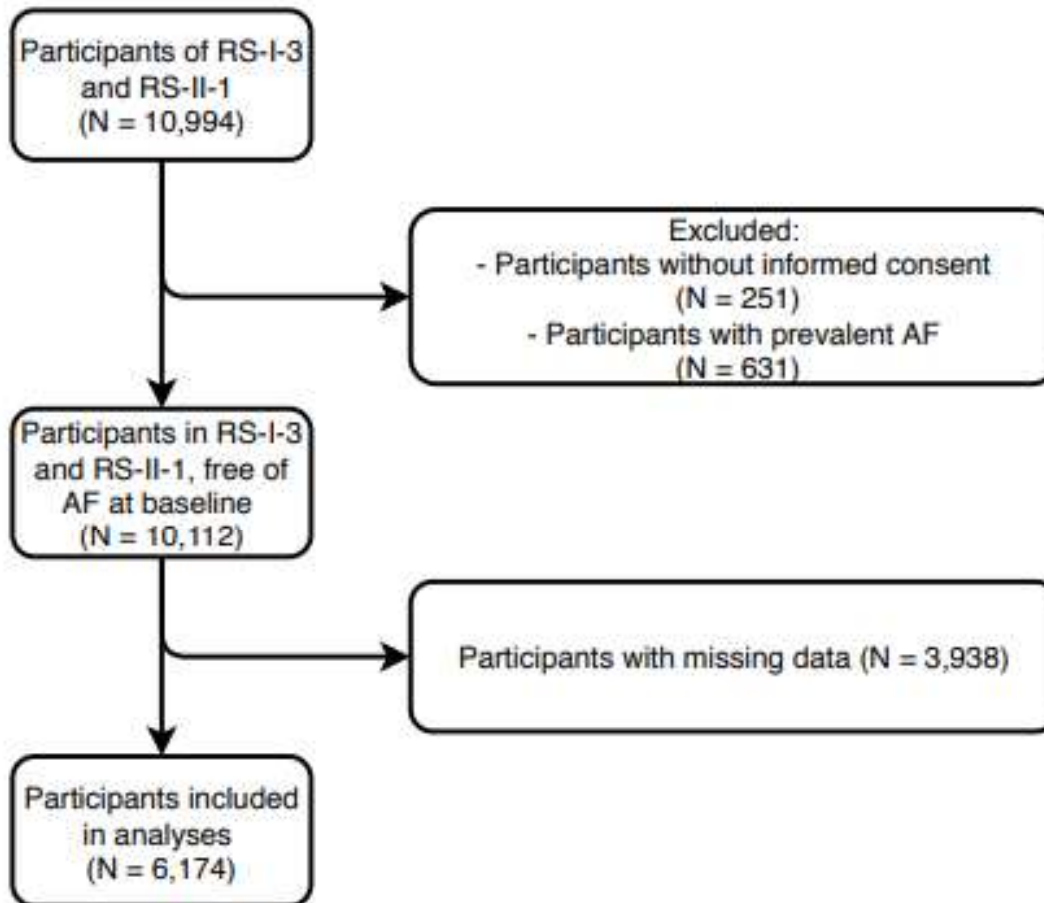 Participants of RS-I-3
and RS-II-1
(N = 10,994)
Excluded:
- Participants without informed consent
(N = 251)
- Participants with prevalent AF
(N = 631)
Participants in RS-I-3
and RS-II-1, free of
AF at baseline
(N = 10,112)
Participants with missing data (N = 3,938)
Participants included
in analyses
(N = 6,174)